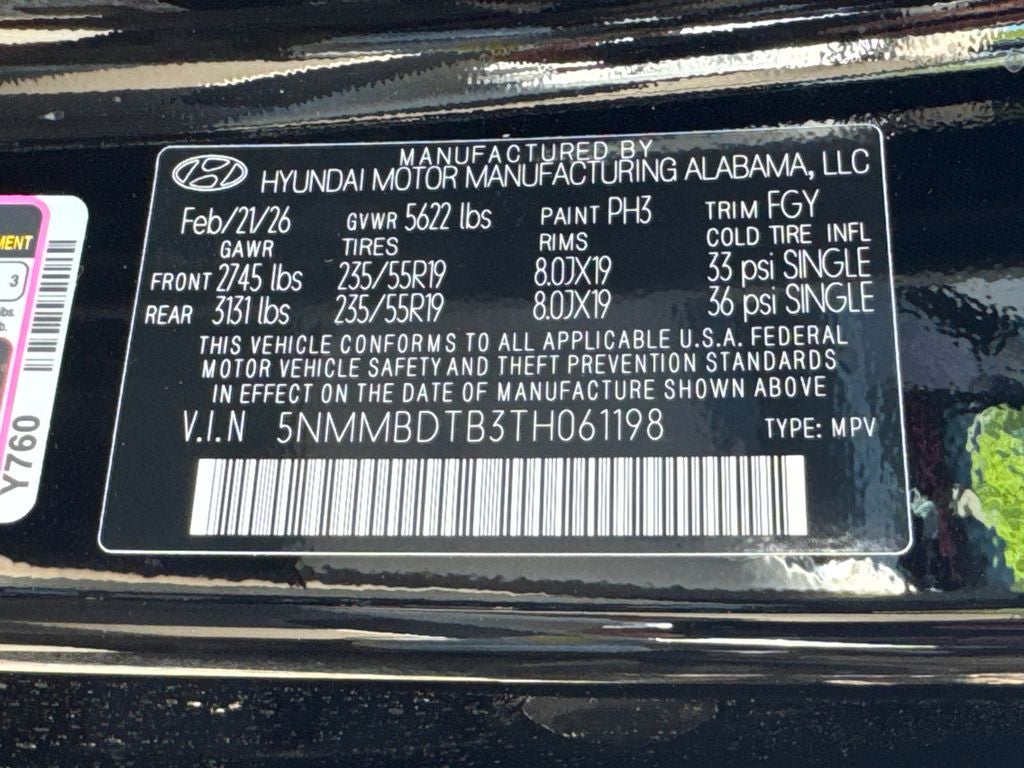 MANUFACTURED BY
HYUNDAI MOTOR MANUFACTURING ALABAMA, LLC
Feb/21/26 GVWR 5622 lbs PAINT PH3 TRIM FGY
GAWR TIRES RIMS COLD TIRE INFL
FRONT 2745 lbs 235/55R19 8.0JX19 33 psi SINGLE
REAR 3131 lbs 235/55R19 8.0JX19 36 psi SINGLE
THIS VEHICLE CONFORMS TO ALL APPLICABLE U.S.A. FEDERAL
MOTOR VEHICLE SAFETY AND THEFT PREVENTION STANDARDS
IN EFFECT ON THE DATE OF MANUFACTURE SHOWN ABOVE
V.I.N 5NMMBDTB3TH061198 TYPE: MPV
3
lbs.
Y760